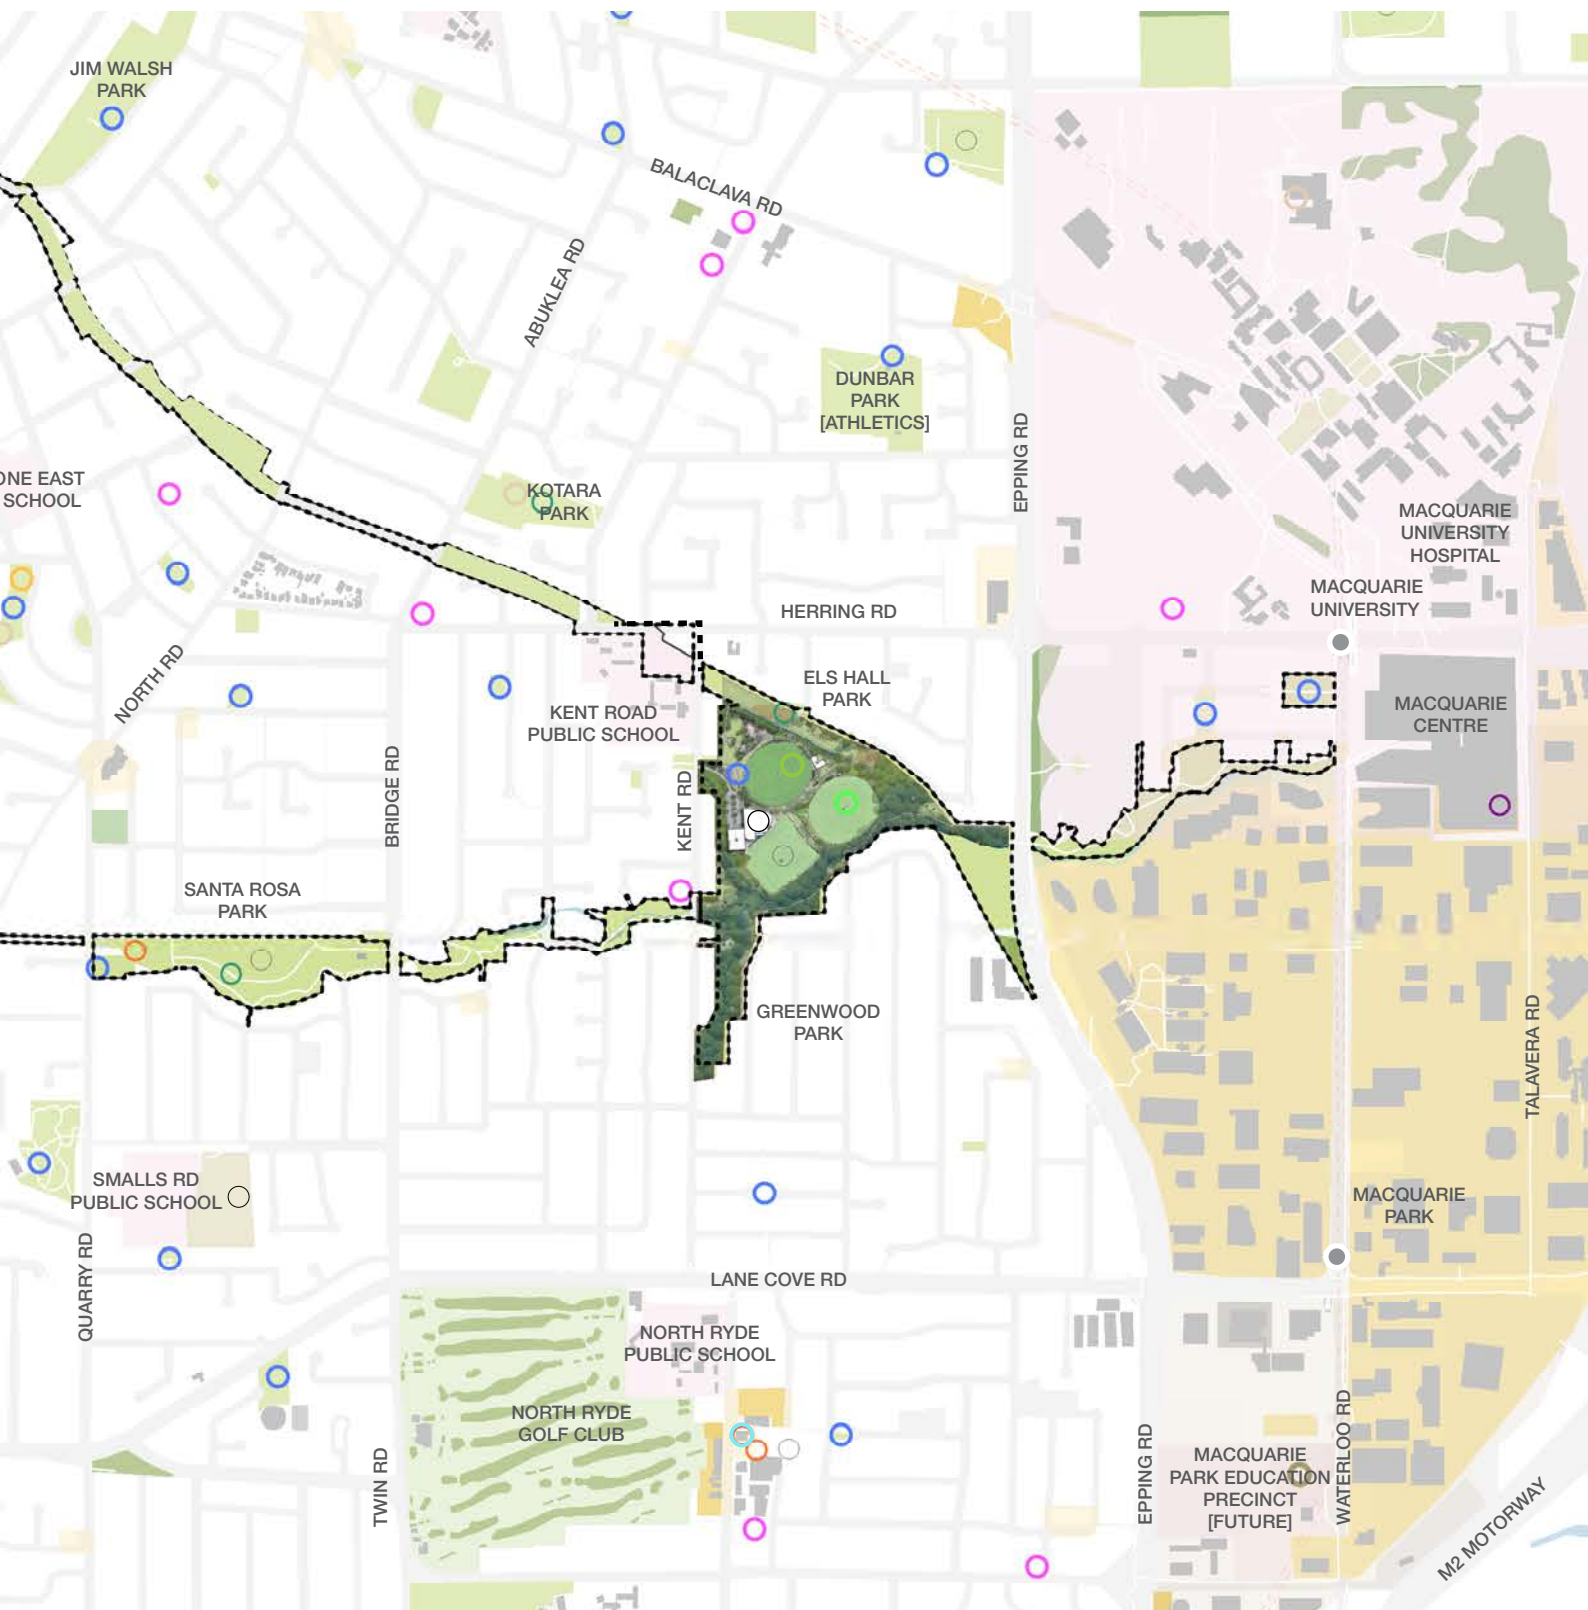 JIM WALSH
PARK
BALACLAVA RD
ABUKLEA RD
DUNBAR
PARK
[ATHLETICS]
EPPING RD
ONE EAST
SCHOOL
KOTARA
PARK
MACQUARIE
UNIVERSITY
HOSPITAL
MACQUARIE
UNIVERSITY
HERRING RD
NORTH RD
ELS HALL
PARK
KENT ROAD
PUBLIC SCHOOL
MACQUARIE
CENTRE
BRIDGE RD
KENT RD
SANTA ROSA
PARK
GREENWOOD
PARK
TALAVERA RD
SMALLS RD
PUBLIC SCHOOL
MACQUARIE
PARK
QUARRY RD
LANE COVE RD
NORTH RYDE
PUBLIC SCHOOL
NORTH RYDE
GOLF CLUB
TWIN RD
EPPING RD
MACQUARIE
PARK EDUCATION
PRECINCT
[FUTURE]
WATERLOO RD
M2 MOTORWAY